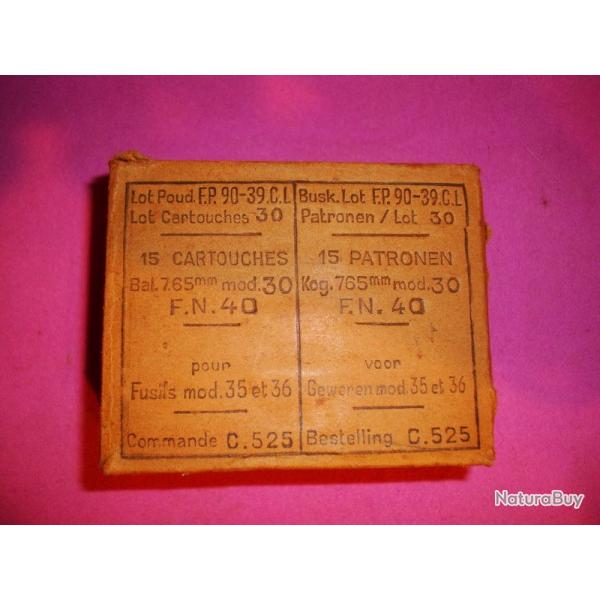 Lot Poud. F.P. 90-39.C.L
Lot Cartouches 30
15 CARTOUCHES
Bal. 7.65mm mod. 30
F.N. 40
pour
Fusils mod. 35 et 36
Commande C.525
Busk. Lot F.P. 90-39.C.L
Patronen / Lot 30
15 PATRONEN
Kog. 765mm mod. 30
F.N. 40
voor
Geweren mod. 35 et 36
Bestelling C.525
NaturaBuy